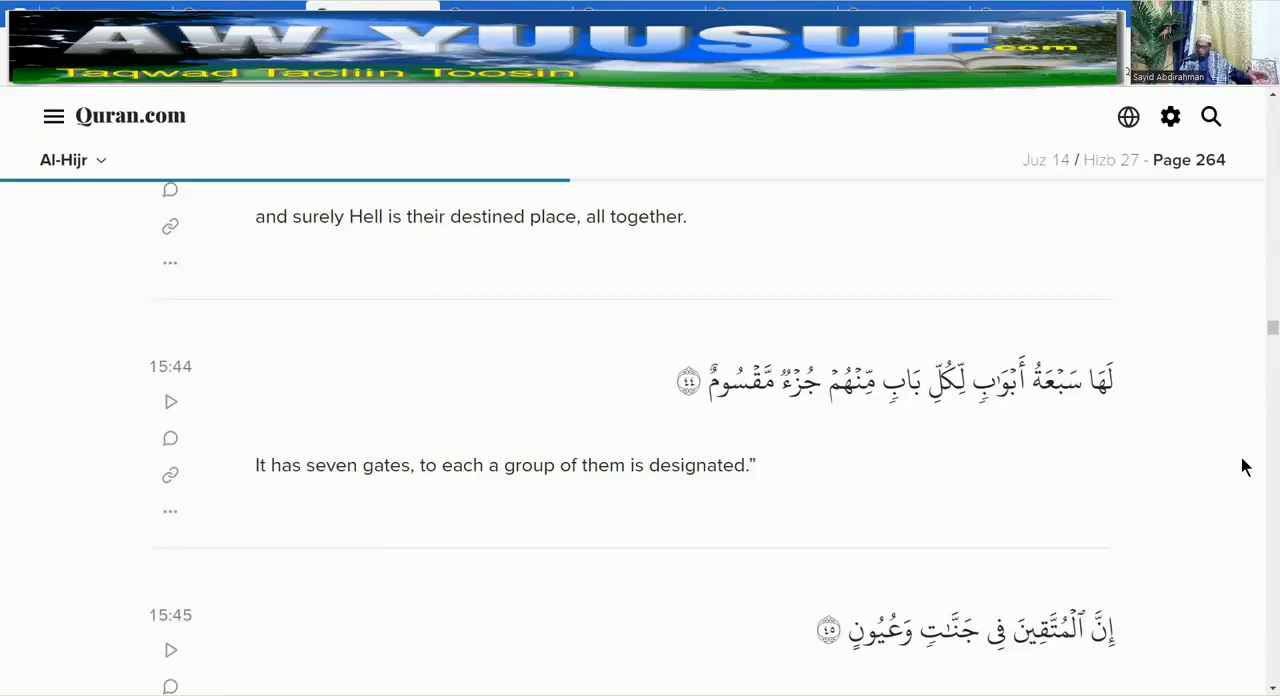 AW YUUSUF.com
Taqwad Tacliin Toosin
Sayid Abdirahman
Quran.com
Al-Hijr
Juz 14 / Hizb 27 - Page 264
and surely Hell is their destined place, all together.
15:44
لَهَا سَبْعَةُ أَبْوَٰبٍ لِّكُلِّ بَابٍ مِّنْهُمْ جُزْءٌ مَّقْسُومٌ ٤٤
It has seven gates, to each a group of them is designated.”
15:45
إِنَّ ٱلْمُتَّقِينَ فِى جَنَّـٰتٍ وَعُيُونٍ ٤٥